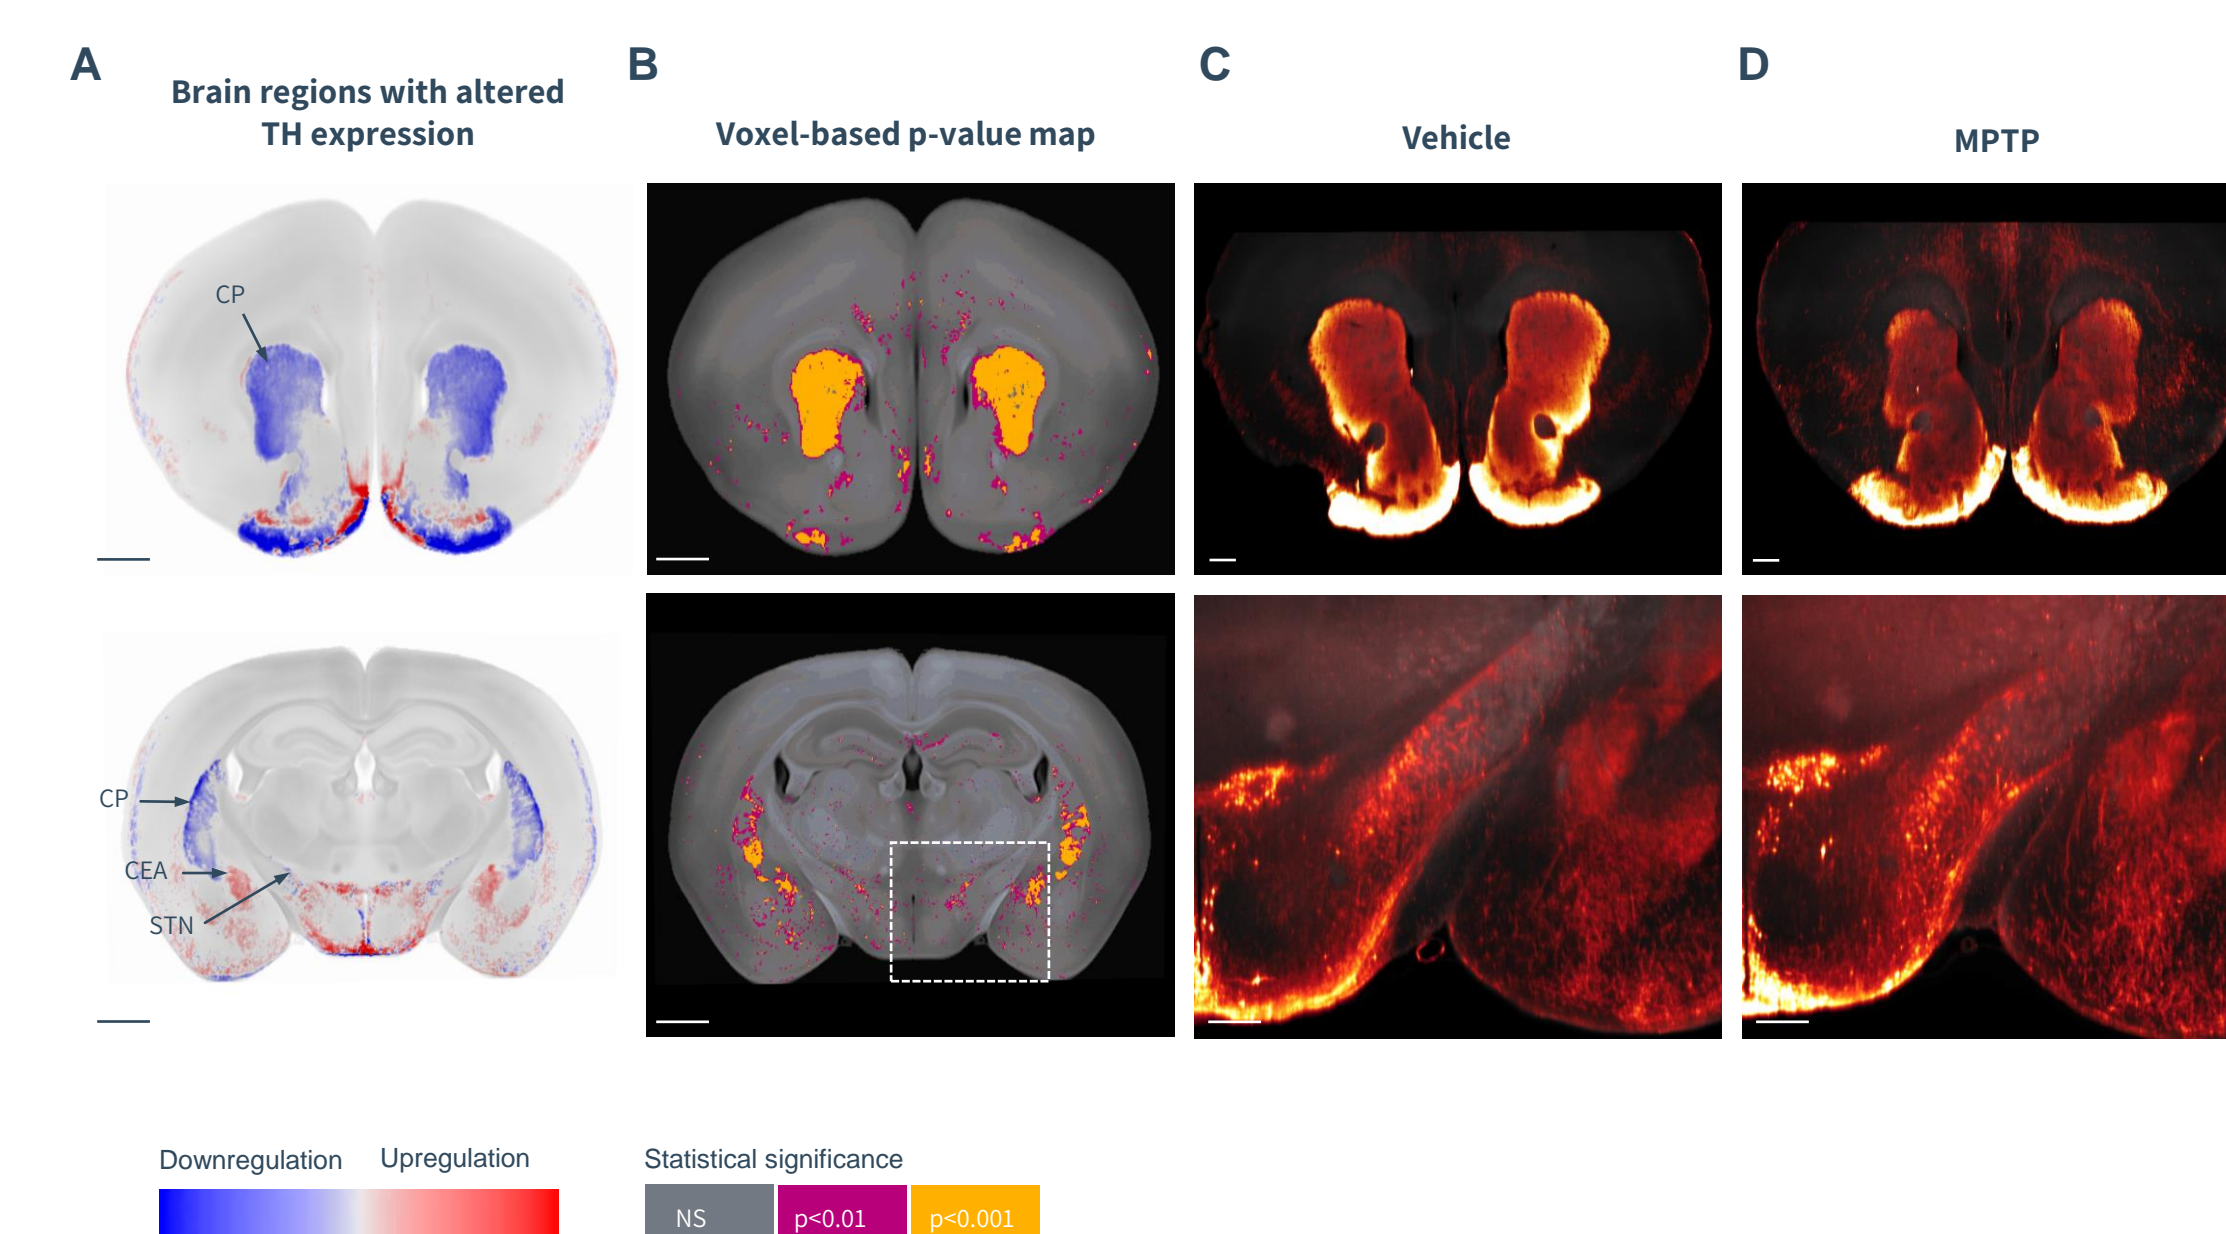 A
B
C
D
Brain regions with altered
TH expression
Voxel-based p-value map
Vehicle
MPTP
CP
CP
CEA
STN
Downregulation
Upregulation
Statistical significance
NS
p<0.01
p<0.001